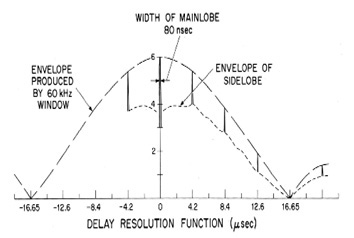 WIDTH OF MAINLOBE
80 nsec
ENVELOPE
PRODUCED
BY 60 kHz
WINDOW
ENVELOPE OF
SIDELOBE
6
4
2
-16.65 -12.6 -8.4 -4.2 0 4.2 8.4 12.6 16.65
DELAY RESOLUTION FUNCTION (μsec)